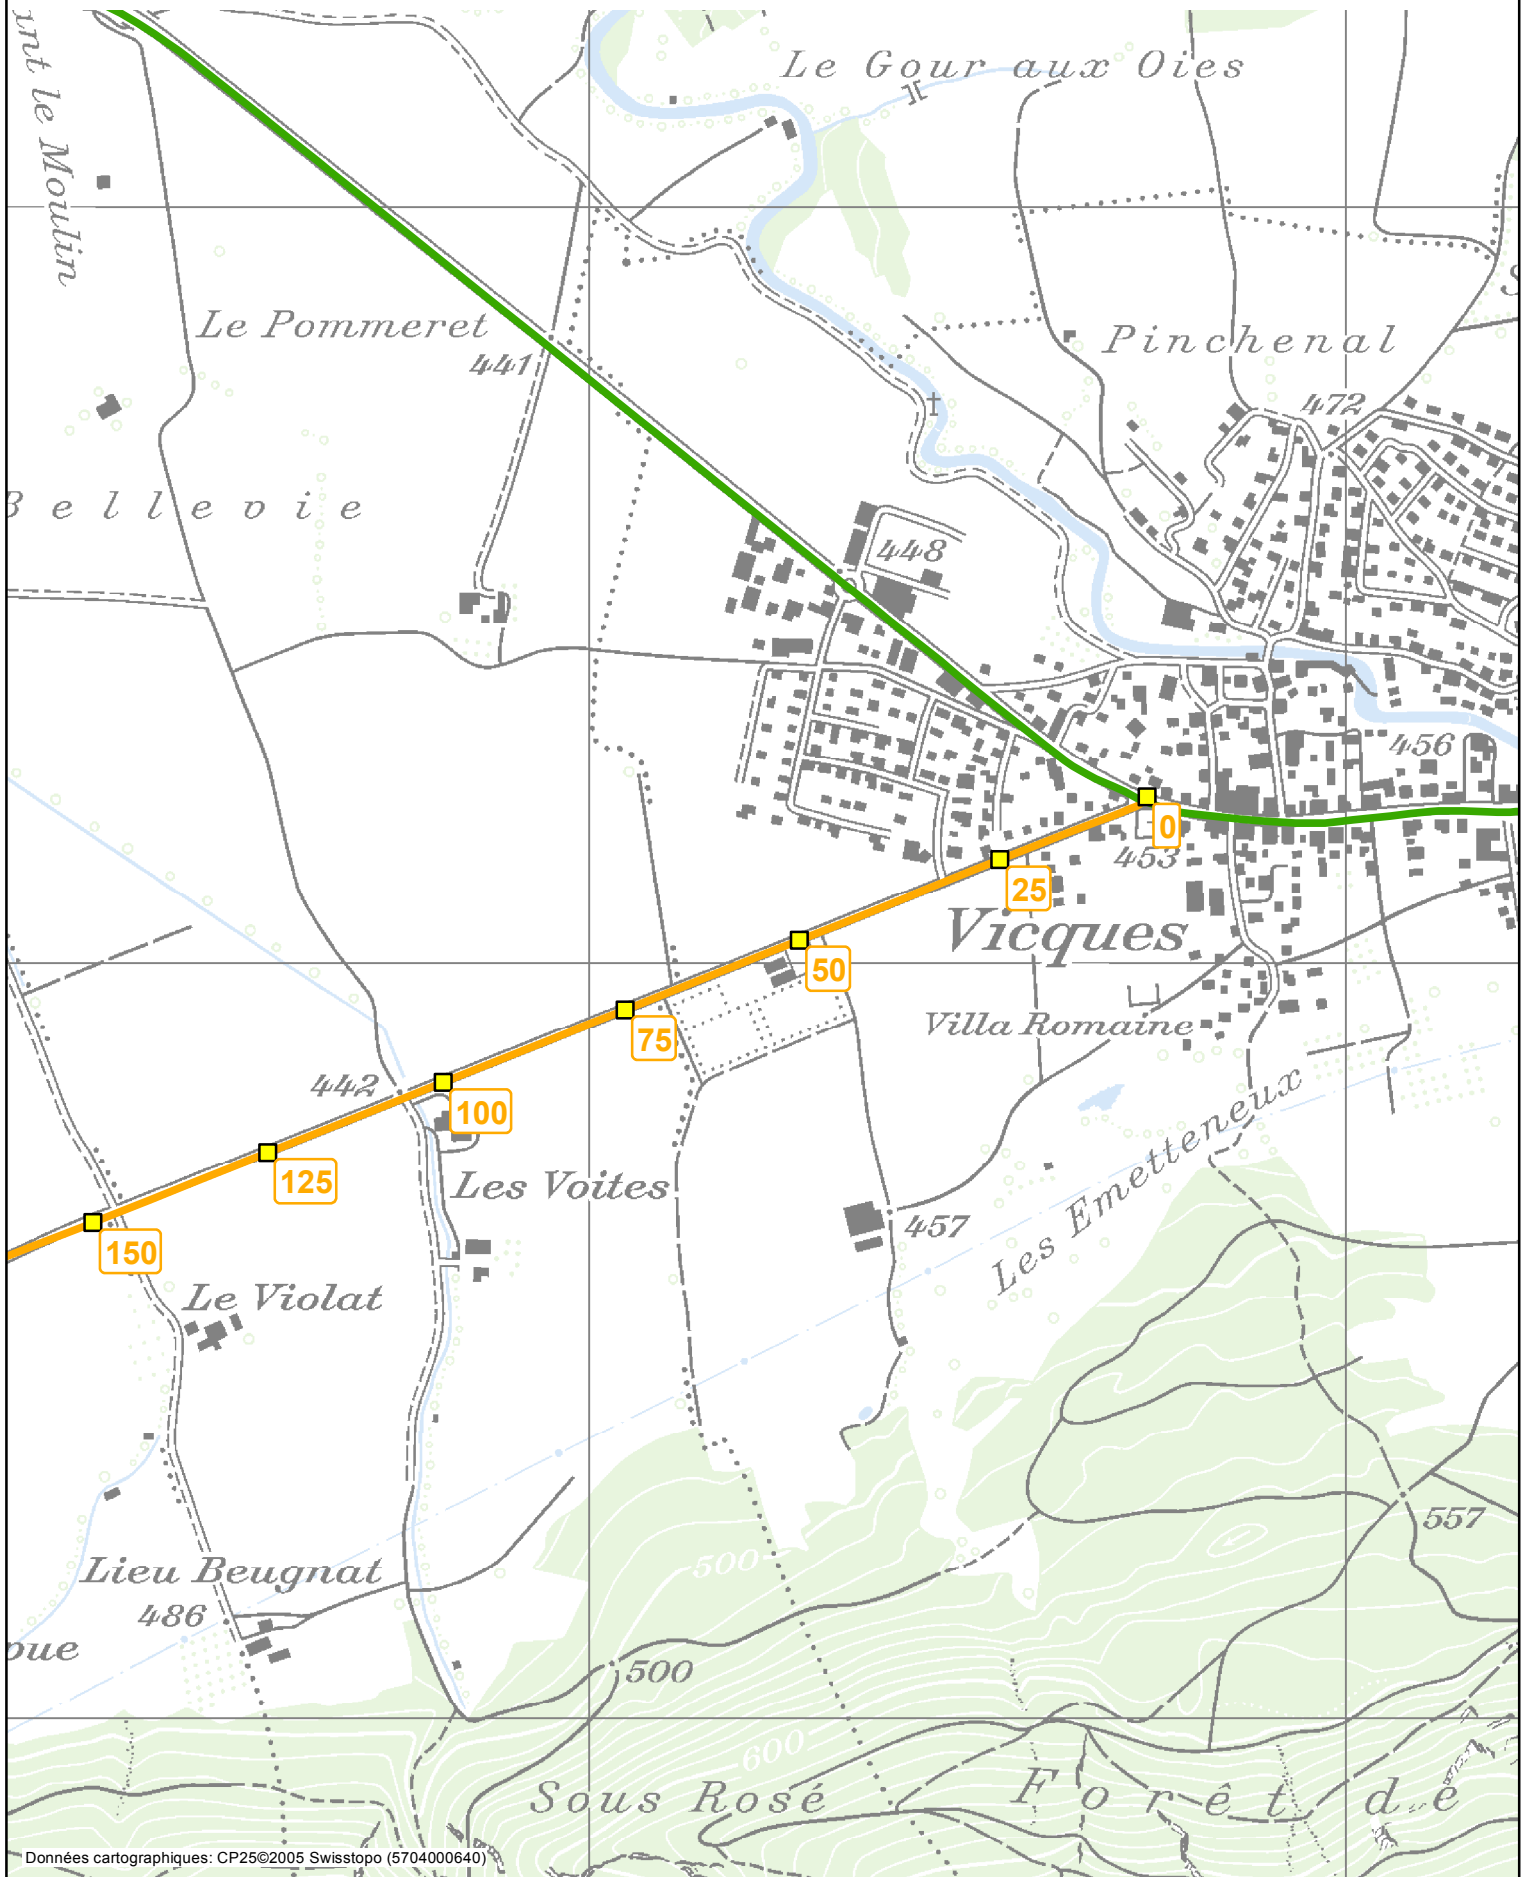 Le Gour aux Oies
nt le Moulin
Le Pommeret
441
Pinchenal
472
Bellevie
448
456
0
453
25
Vicques
50
75
Villa Romaine
442
100
Les Voites
125
457
Les Emetteneux
150
Le Violat
557
500
Lieu Beugnat
486
que
500
600
Sous Rosé
Forêt de
Données cartographiques: CP25©2005 Swisstopo (5704000640)